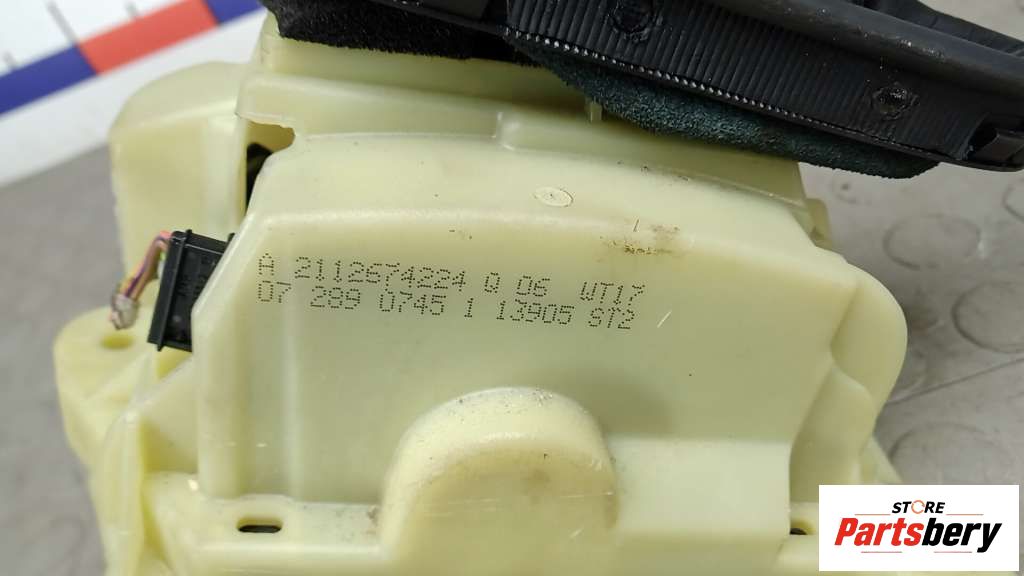 A 2112674224 Q 06 WT17
07 289 0745 1 13905 ST2
STORE
Partsbery